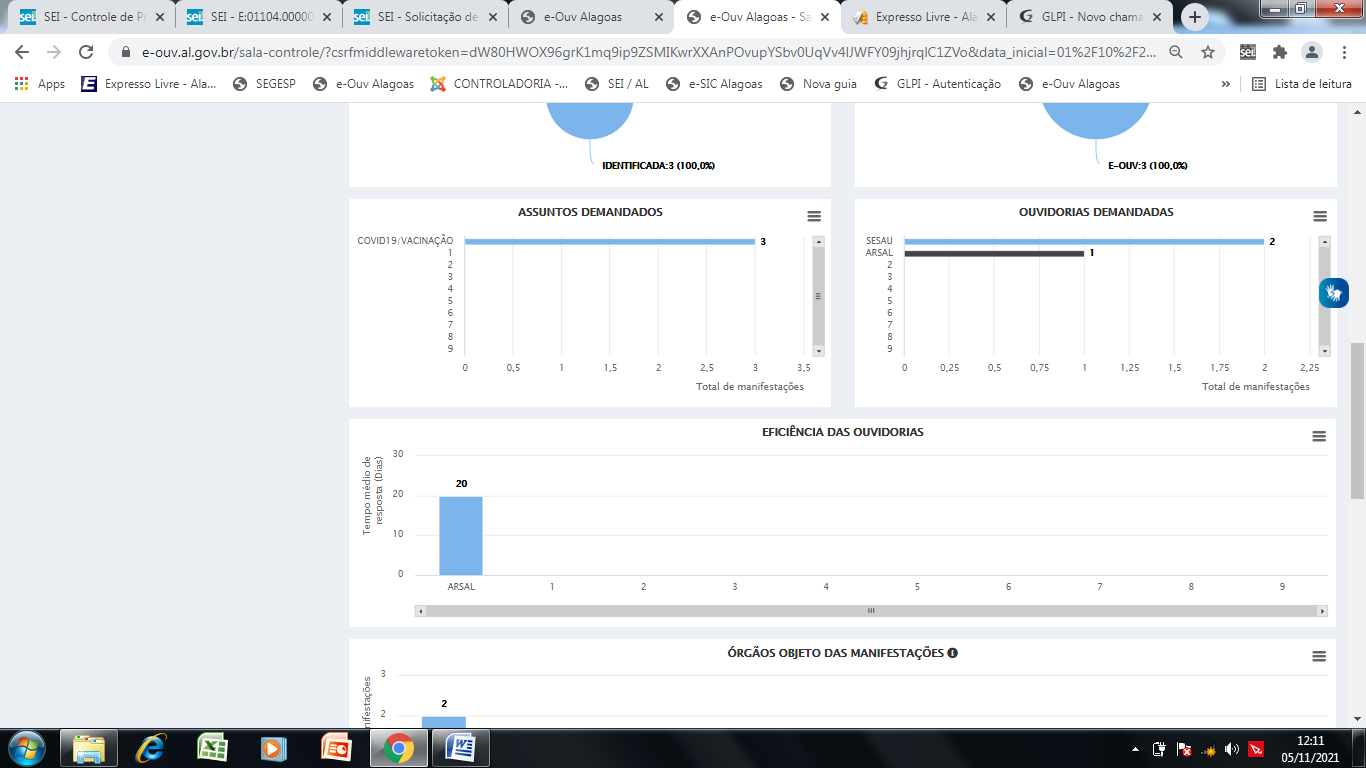 SEI - Controle de Pr
SEI - E:01104.00000
SEI - Solicitação de
e-Ouv Alagoas
e-Ouv Alagoas - Sa
Expresso Livre - Ala
GLPI - Novo chama
e-ouv.al.gov.br/sala-controle/?csrfmiddlewaretoken=dW80HWOX96grK1mq9ip9ZSMIKwrXXAnPOvupYSbv0UqVv4lJWFY09jhjrqlC1ZVo&data_inicial=01%2F10%2F2...
Apps
Expresso Livre - Ala...
SEGESP
e-Ouv Alagoas
CONTROLADORIA -...
SEI / AL
e-SIC Alagoas
Nova guia
GLPI - Autenticação
e-Ouv Alagoas
»
Lista de leitura
IDENTIFICADA:3 (100,0%)
E-OUV:3 (100,0%)
ASSUNTOS DEMANDADOS
COVID19/VACINAÇÃO
3
1
2
3
4
5
6
7
8
9
0 0,5 1 1,5 2 2,5 3 3,5
Total de manifestações
OUVIDORIAS DEMANDADAS
SESAU
2
ARSAL
1
2
3
4
5
6
7
8
9
0 0,25 0,5 0,75 1 1,25 1,5 1,75 2 2,25
Total de manifestações
EFICIÊNCIA DAS OUVIDORIAS
Tempo médio de
resposta (Dias)
30
20
10
0
20
ARSAL 1 2 3 4 5 6 7 8 9
ÓRGÃOS OBJETO DAS MANIFESTAÇÕES
3
2
2
12:11
05/11/2021